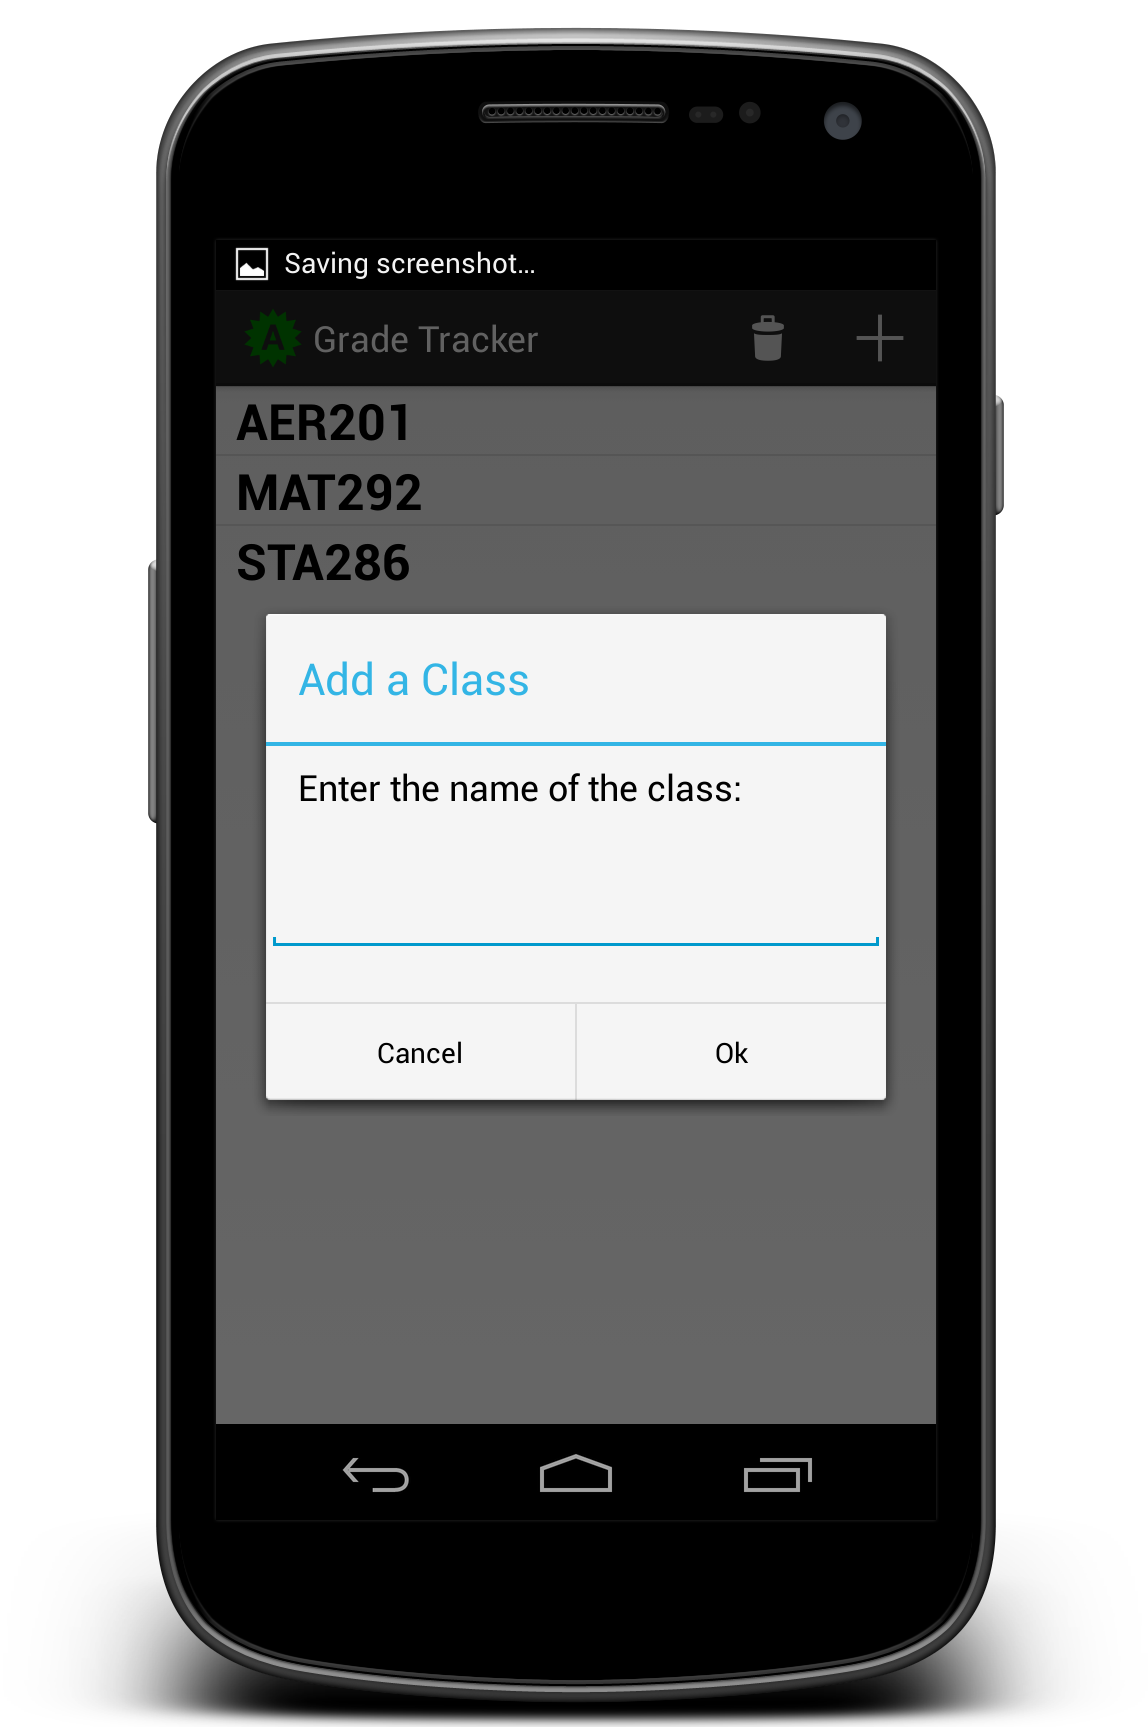 Saving screenshot...
A Grade Tracker
AER201
MAT292
STA286
Add a Class
Enter the name of the class:
Cancel Ok